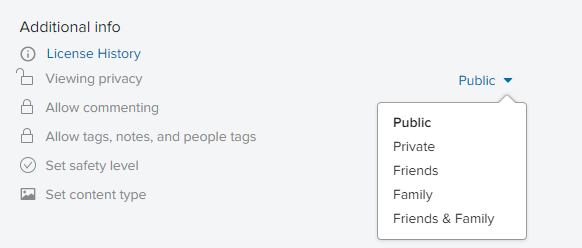 Additional info
License History
Viewing privacy
Public
Allow commenting
Allow tags, notes, and people tags
Set safety level
Set content type
Public
Private
Friends
Family
Friends & Family